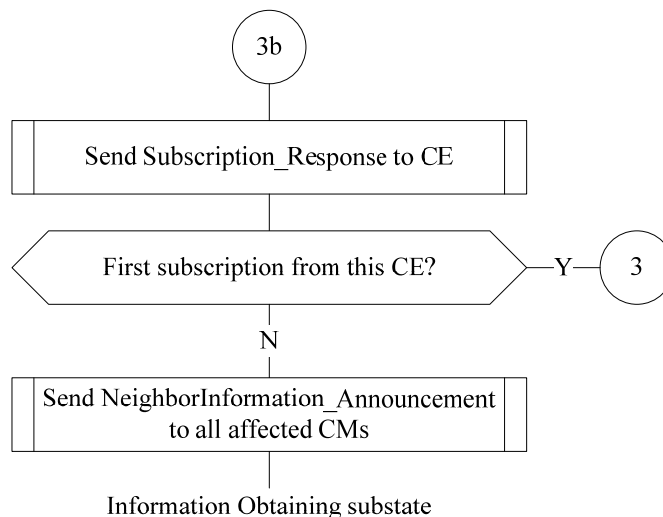 3b
Send Subscription_Response to CE
First subscription from this CE?
Y
3
N
Send NeighborInformation_Announcement
to all affected CMs
Information Obtaining substate